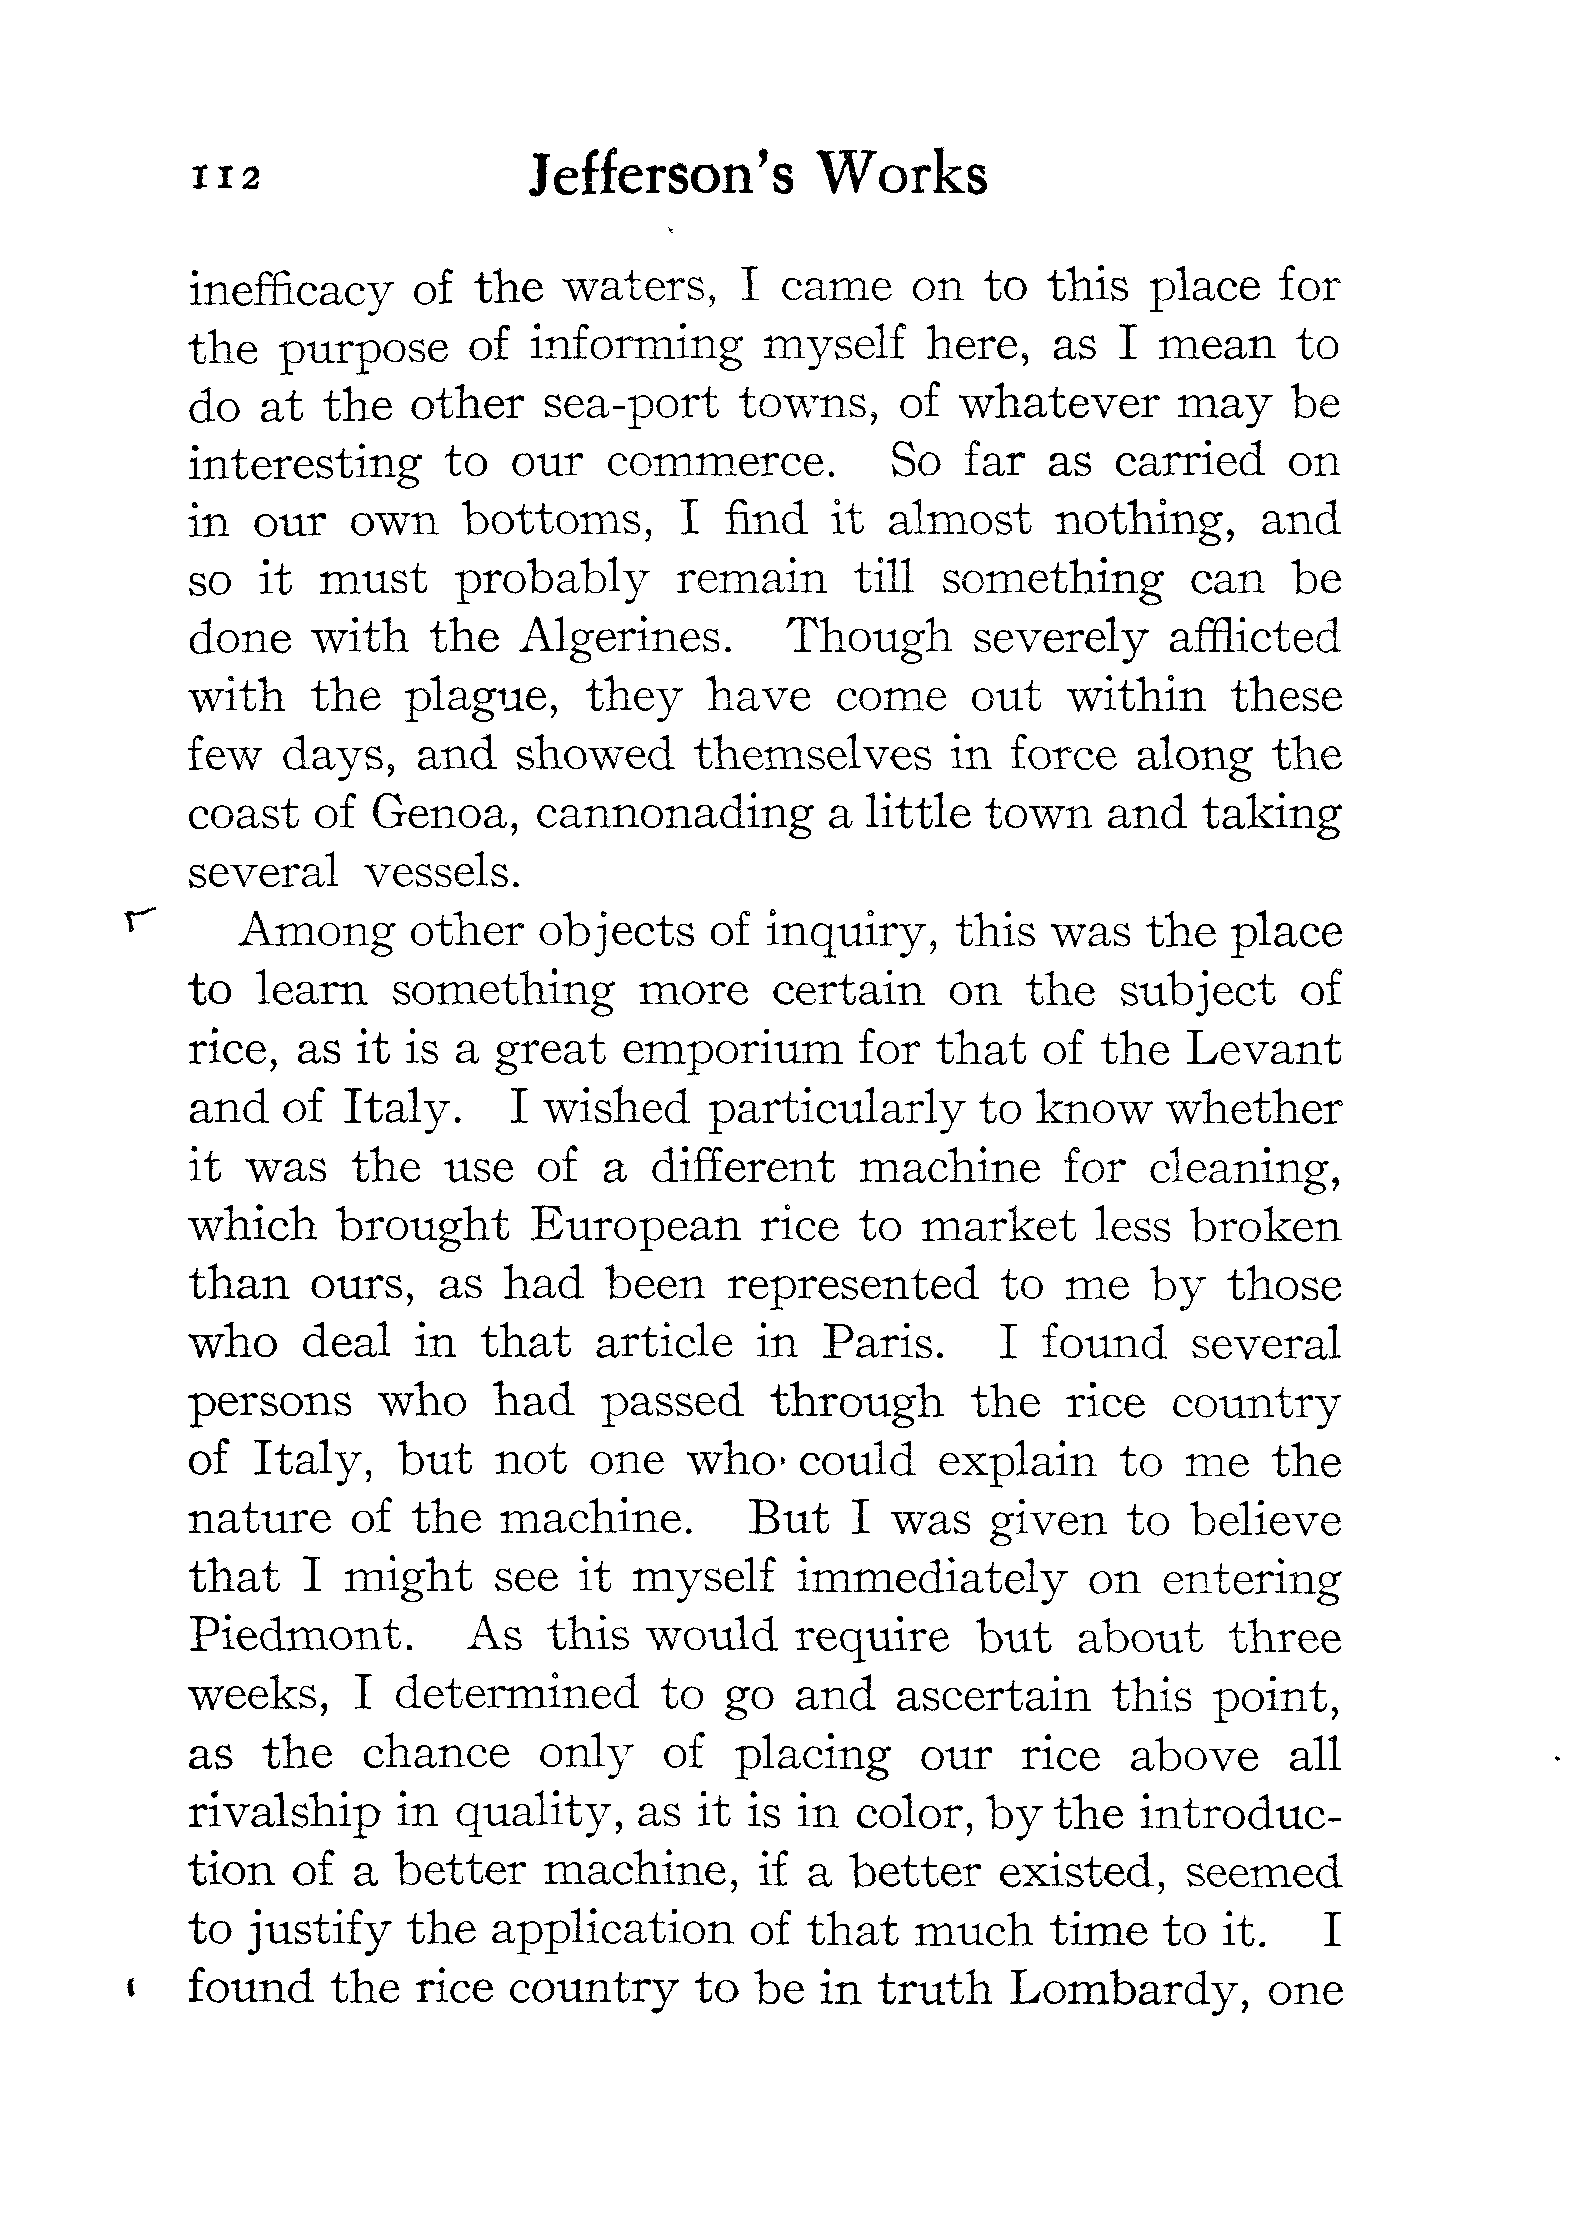 112 Jefferson's Works
inefficacy of the waters, I came on to this place for
the purpose of informing myself here, as I mean to
do at the other sea-port towns, of whatever may be
interesting to our commerce. So far as carried on
in our own bottoms, I find it almost nothing, and
so it must probably remain till something can be
done with the Algerines. Though severely afflicted
with the plague, they have come out within these
few days, and showed themselves in force along the
coast of Genoa, cannonading a little town and taking
several vessels.
Among other objects of inquiry, this was the place
to learn something more certain on the subject of
rice, as it is a great emporium for that of the Levant
and of Italy. I wished particularly to know whether
it was the use of a different machine for cleaning,
which brought European rice to market less broken
than ours, as had been represented to me by those
who deal in that article in Paris. I found several
persons who had passed through the rice country
of Italy, but not one who could explain to me the
nature of the machine. But I was given to believe
that I might see it myself immediately on entering
Piedmont. As this would require but about three
weeks, I determined to go and ascertain this point,
as the chance only of placing our rice above all
rivalship in quality, as it is in color, by the introduc-
tion of a better machine, if a better existed, seemed
to justify the application of that much time to it. I
found the rice country to be in truth Lombardy, one